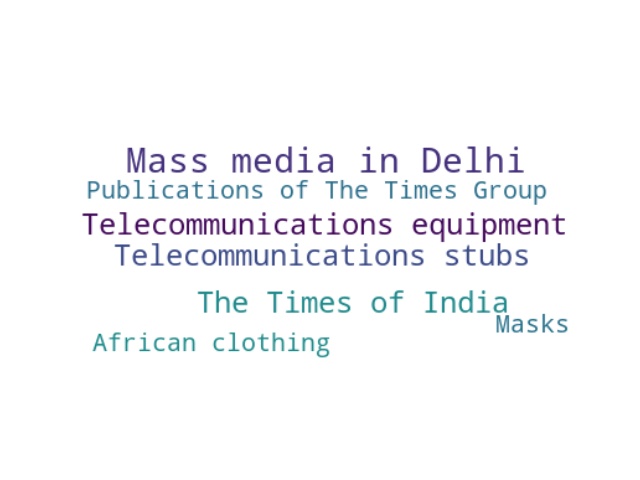 Mass media in Delhi
Publications of The Times Group
Telecommunications equipment
Telecommunications stubs
The Times of India
Masks
African clothing